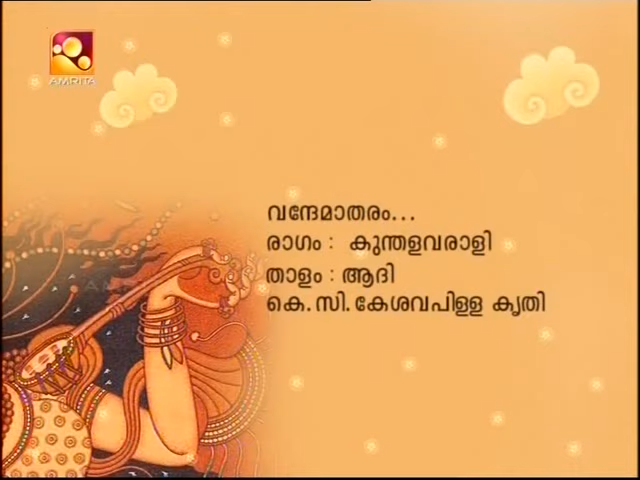 AMRITA
വന്ദേമാതരം...
രാഗം : കുന്തളവരാളി
താളം : ആദി
കെ.സി.കേശവപിള്ള കൃതി